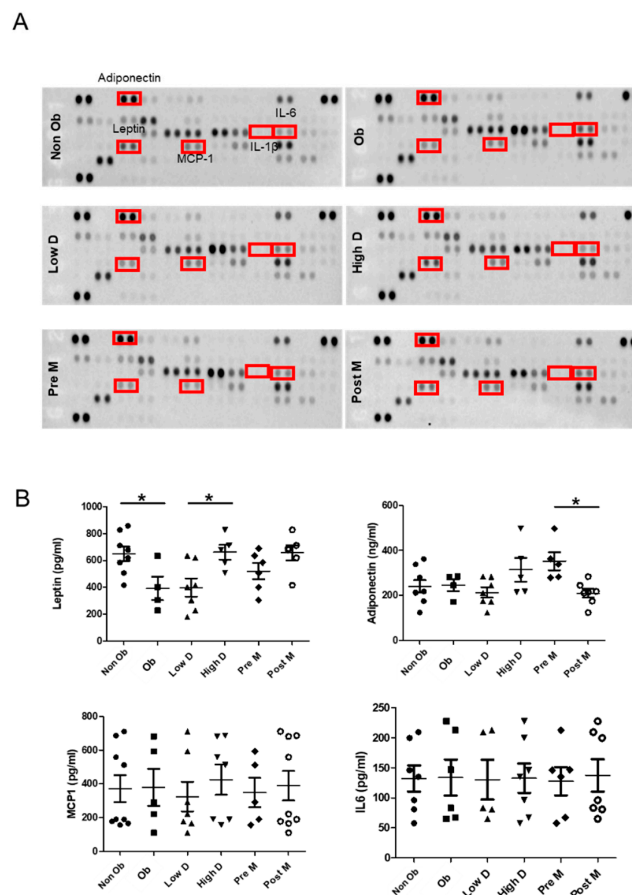 A
Adiponectin
IL-6
Leptin
IL-1β
MCP-1
Non Ob
Ob
Low D
High D
Pre M
Post M
B
*
*
1000
800
600
400
200
0
Leptin (pg/ml)
Non Ob
Ob
Low D
High D
Pre M
Post M
*
600
400
200
0
Adiponectin (ng/ml)
Non Ob
Ob
Low D
High D
Pre M
Post M
800
600
400
200
0
MCP1 (pg/ml)
Non Ob
Ob
Low D
High D
Pre M
Post M
250
200
150
100
50
0
IL6 (pg/ml)
Non Ob
Ob
Low D
High D
Pre M
Post M